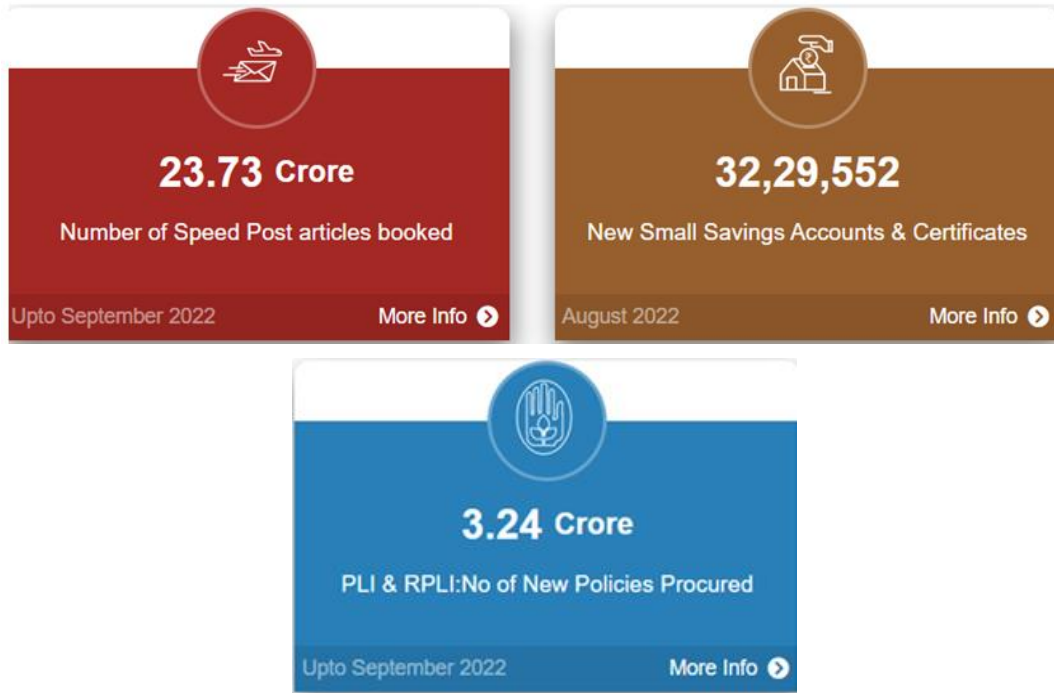 23.73 Crore
Number of Speed Post articles booked
Upto September 2022 More Info
32,29,552
New Small Savings Accounts & Certificates
August 2022 More Info
3.24 Crore
PLI & RPLI:No of New Policies Procured
Upto September 2022 More Info